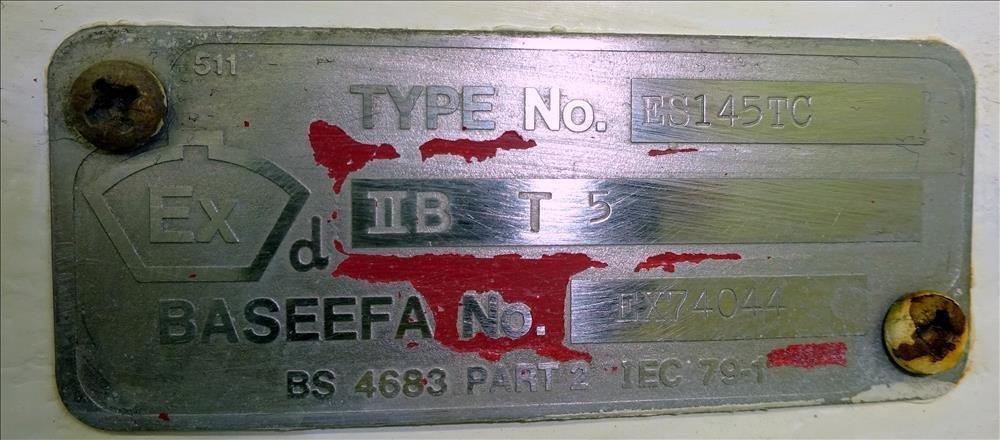 511
TYPE No. ES145TC
Ex d IIB T 5
BASEEFA No. EX74044
BS 4683 PART 2 IEC 79-1